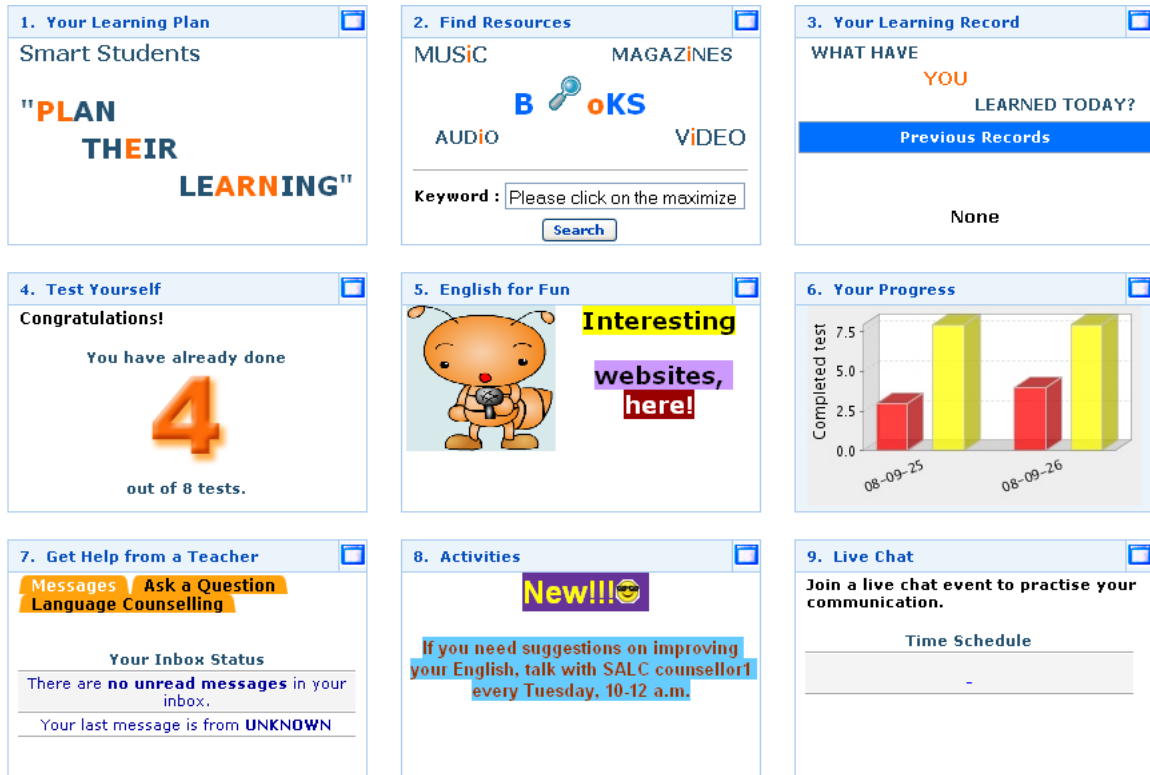 1. Your Learning Plan
Smart Students
"PLAN
THEIR
LEARNING"
2. Find Resources
MUSiC MAGAZiNES
B oKS
AUDiO ViDEO
Keyword : Please click on the maximize
Search
3. Your Learning Record
WHAT HAVE
YOU
LEARNED TODAY?
Previous Records
None
4. Test Yourself
Congratulations!
You have already done
4
out of 8 tests.
5. English for Fun
Interesting
websites,
here!
6. Your Progress
Completed test
7.5
5.0
2.5
0.0
08-09-25 08-09-26
7. Get Help from a Teacher
Messages Ask a Question
Language Counselling
Your Inbox Status
There are no unread messages in your
inbox.
Your last message is from UNKNOWN
8. Activities
New!!!
If you need suggestions on improving
your English, talk with SALC counsellor1
every Tuesday, 10-12 a.m.
9. Live Chat
Join a live chat event to practise your
communication.
Time Schedule
-